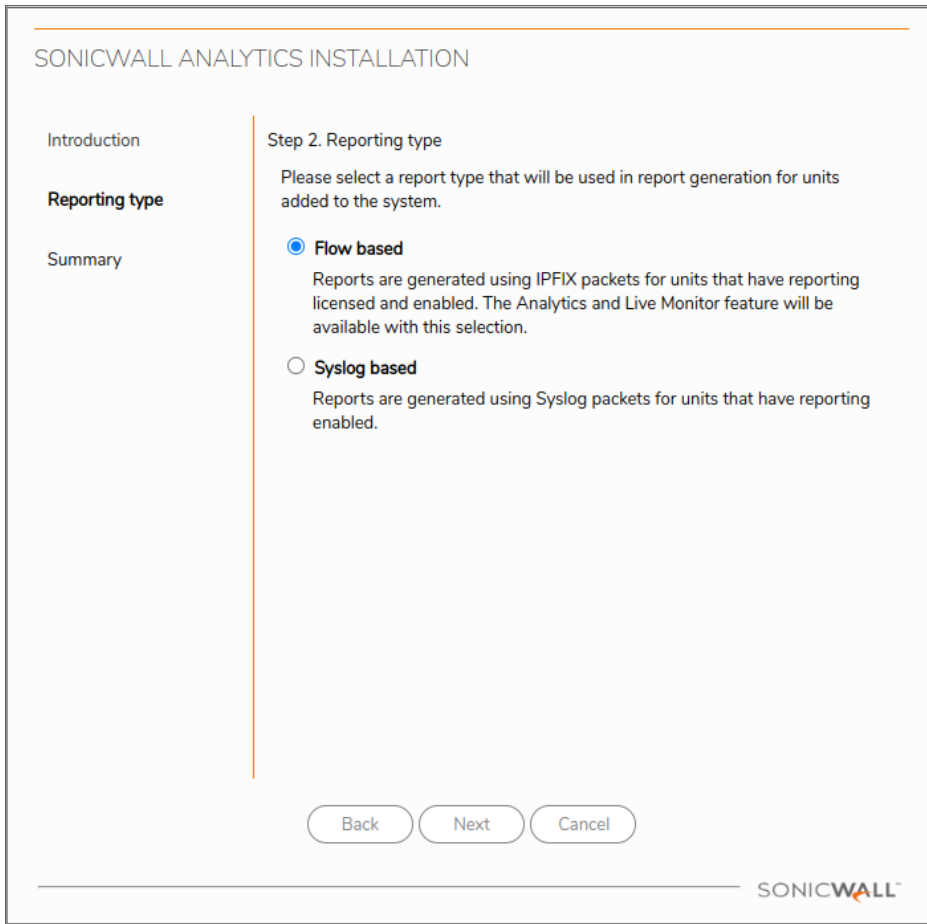 SONICWALL ANALYTICS INSTALLATION
Introduction
Reporting type
Summary
Step 2. Reporting type
Please select a report type that will be used in report generation for units
added to the system.
Flow based
Reports are generated using IPFIX packets for units that have reporting
licensed and enabled. The Analytics and Live Monitor feature will be
available with this selection.
Syslog based
Reports are generated using Syslog packets for units that have reporting
enabled.
Back
Next
Cancel
SONICWALL™